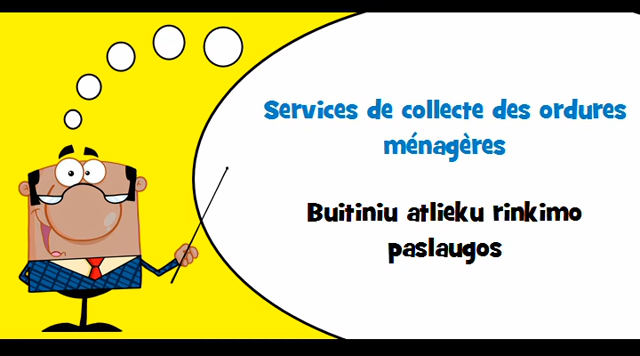 Services de collecte des ordures
ménagères
Buitiniu atlieku rinkimo
paslaugos